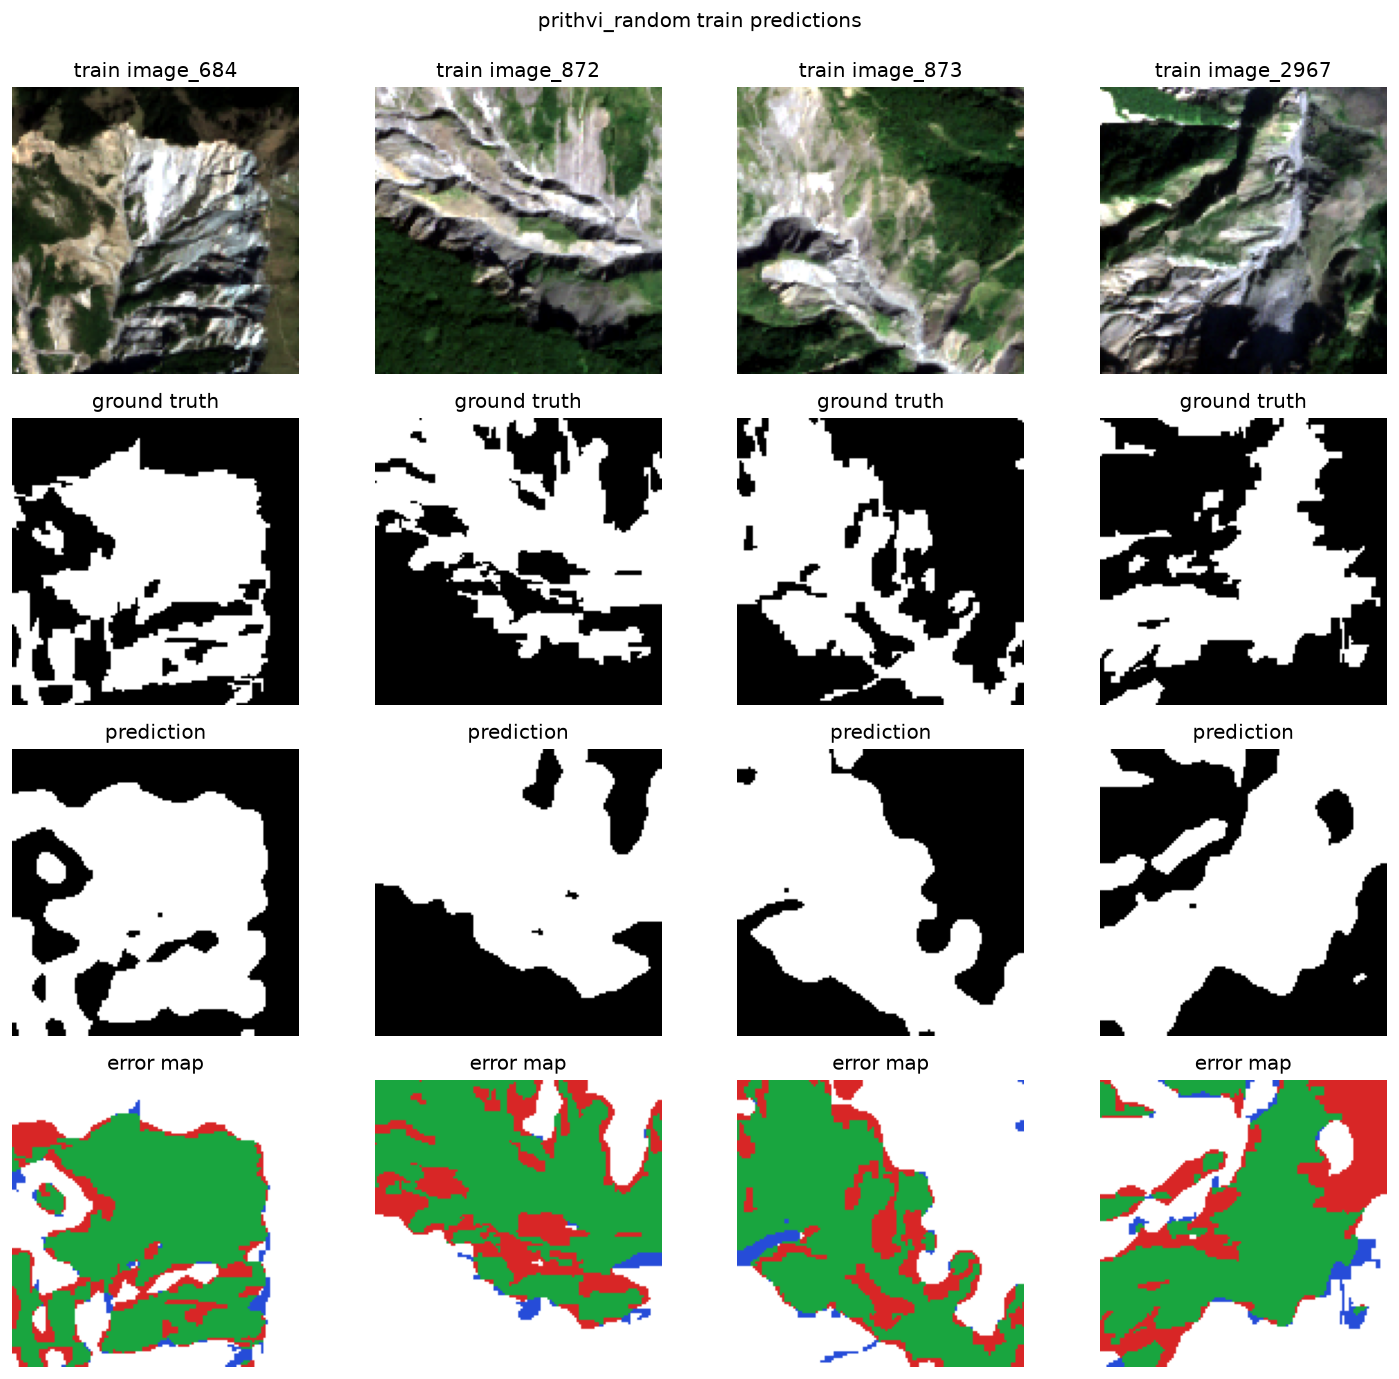 prithvi_random train predictions
train image_684
train image_872
train image_873
train image_2967
ground truth
ground truth
ground truth
ground truth
prediction
prediction
prediction
prediction
error map
error map
error map
error map